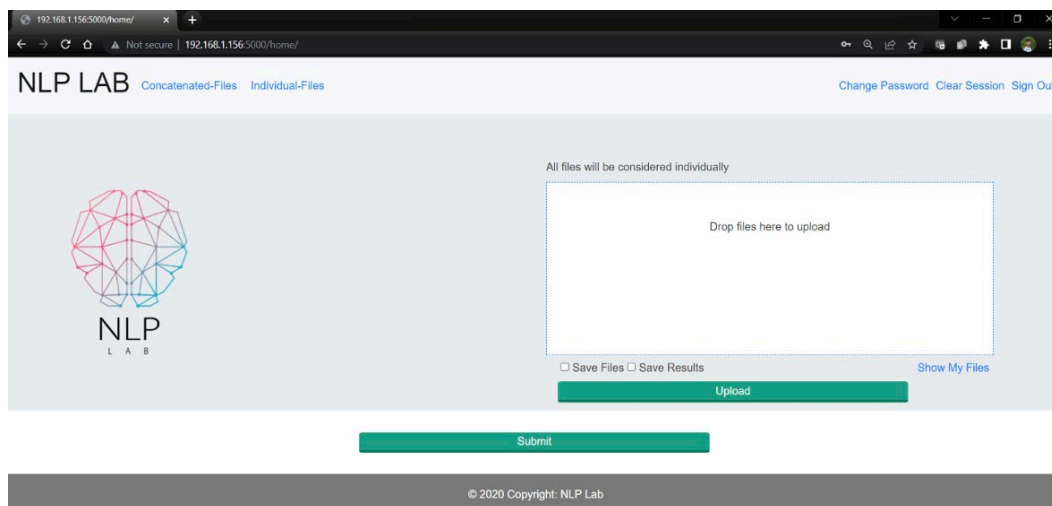 192.168.1.156:5000/home/
Not secure | 192.168.1.156:5000/home/
NLP LAB Concatenated-Files Individual-Files Change Password Clear Session Sign Ou
All files will be considered individually
Drop files here to upload
NLP
LAB
Save Files Save Results Show My Files
Upload
Submit
© 2020 Copyright: NLP Lab